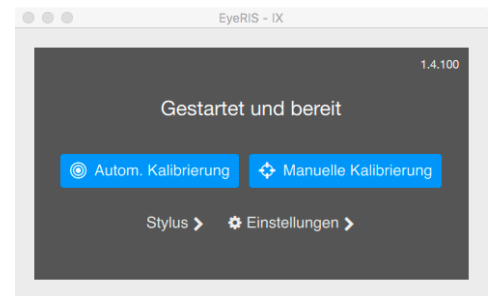 EyeRIS - IX
1.4.100
Gestartet und bereit
Autom. Kalibrierung Manuelle Kalibrierung
Stylus Einstellungen